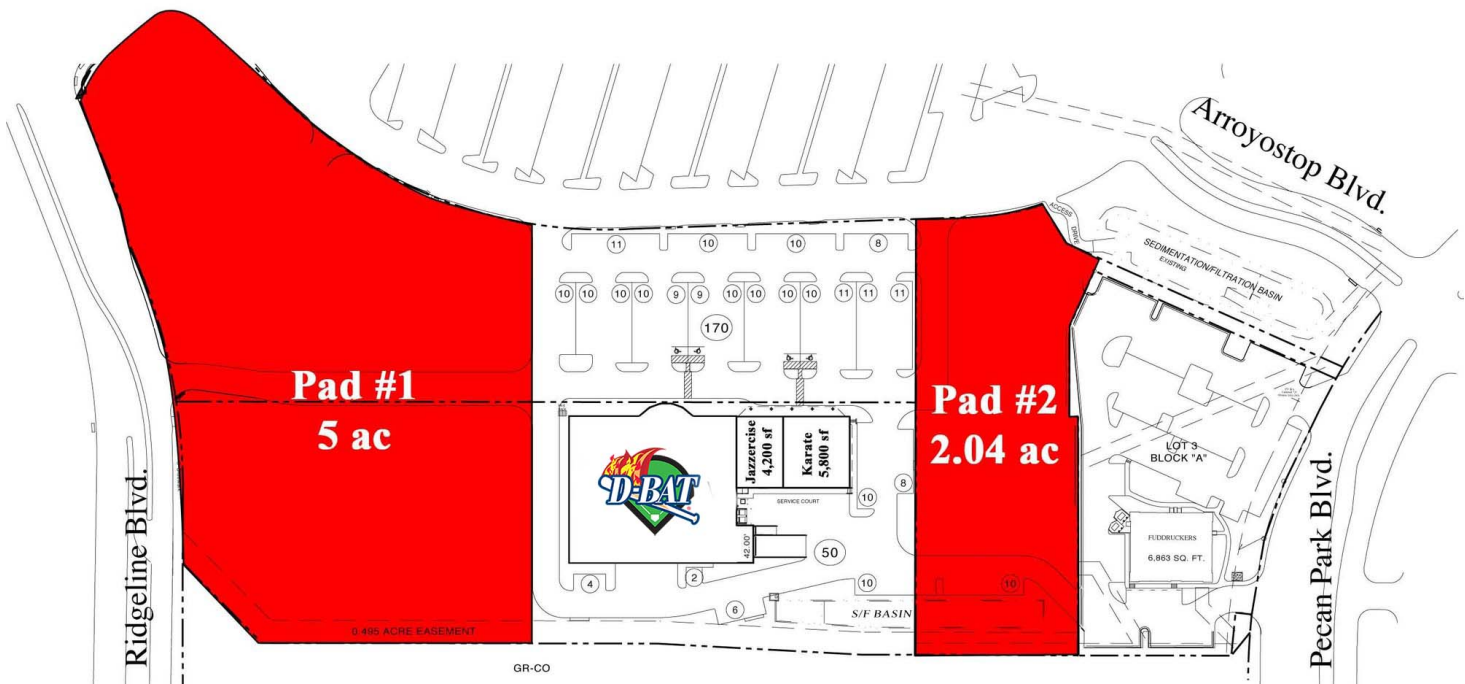 Arroyostop Blvd.
ACCESS
DRIVE
SEDIMENTATION/FILTRATION BASIN
EXISTING
11
10
10
8
10 10
10 10
9 9
10 10
10 10
11 11
11
170
Pad #1
5 ac
Pad #2
2.04 ac
Jazzercise
4,200 sf
Karate
5,800 sf
LOT 3
BLOCK "A"
D-BAT
10
8
SERVICE COURT
42.00'
50
FUDDRUCKERS
6,863 SQ. FT.
4
2
10
10
6
S/F BASIN
0.495 ACRE EASEMENT
GR-CO
Ridgeline Blvd.
Pecan Park Blvd.